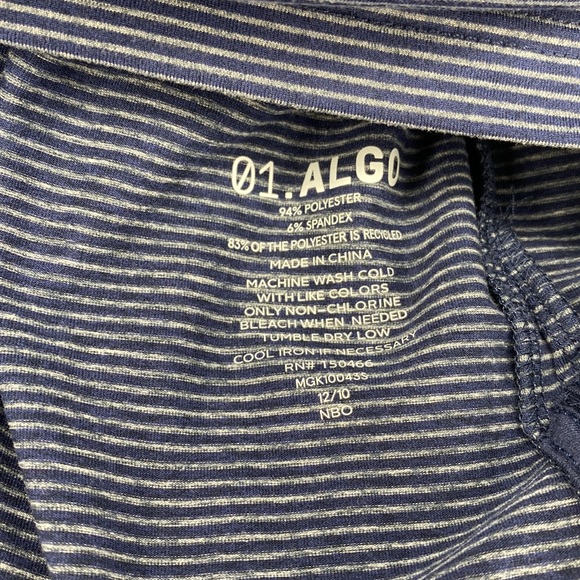 01.ALGO
94% POLYESTER
6% SPANDEX
83% OF THE POLYESTER IS RECYCLED
MADE IN CHINA
MACHINE WASH COLD
WITH LIKE COLORS
ONLY NON-CHLORINE
BLEACH WHEN NEEDED
TUMBLE DRY LOW
COOL IRON IF NECESSARY
RN# 150466
MGK10043S
12/10
NBO